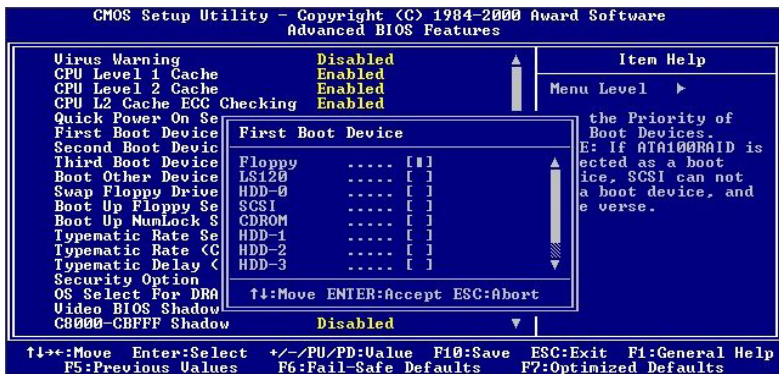 CMOS Setup Utility - Copyright (C) 1984-2000 Award Software
Advanced BIOS Features
Virus Warning Disabled
CPU Level 1 Cache Enabled
CPU Level 2 Cache Enabled
CPU L2 Cache ECC Checking Enabled
Quick Power On Se
First Boot Device
Second Boot Devic
Third Boot Device
Boot Other Device
Swap Floppy Drive
Boot Up Floppy Se
Boot Up NumLock S
Typematic Rate Se
Typematic Rate (C
Typematic Delay (
Security Option
OS Select For DRA
Video BIOS Shadow
C8000-CBFFF Shadow Disabled
First Boot Device
Floppy ..... [▮]
LS120 ..... [ ]
HDD-0 ..... [ ]
SCSI ..... [ ]
CDROM ..... [ ]
HDD-1 ..... [ ]
HDD-2 ..... [ ]
HDD-3 ..... [ ]
↑↓:Move ENTER:Accept ESC:Abort
Item Help
Menu Level ▶
the Priority of
Boot Devices.
E: If ATA100RAID is
ected as a boot
ice, SCSI can not
a boot device, and
e verse.
↑↓→←:Move Enter:Select +/-/PU/PD:Value F10:Save ESC:Exit F1:General Help
F5:Previous Values F6:Fail-Safe Defaults F7:Optimized Defaults